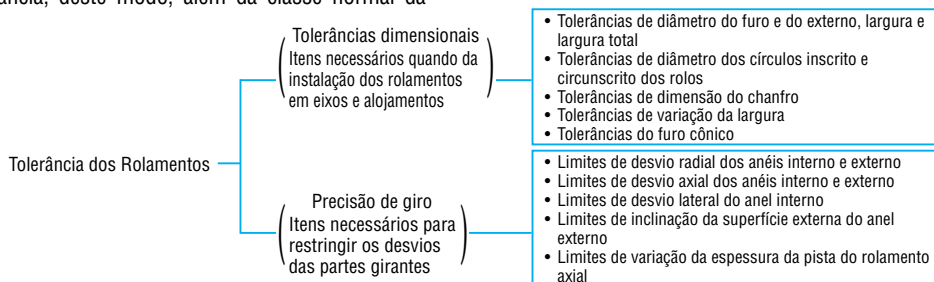 ância, deste modo, além da classe normal da
Tolerância dos Rolamentos
Tolerâncias dimensionais
Itens necessários quando da
instalação dos rolamentos
em eixos e alojamentos
• Tolerâncias de diâmetro do furo e do externo, largura e
largura total
• Tolerâncias de diâmetro dos círculos inscrito e
circunscrito dos rolos
• Tolerâncias de dimensão do chanfro
• Tolerâncias de variação da largura
• Tolerâncias do furo cônico
Precisão de giro
Itens necessários para
restringir os desvios
das partes girantes
• Limites de desvio radial dos anéis interno e externo
• Limites de desvio axial dos anéis interno e externo
• Limites de desvio lateral do anel interno
• Limites de inclinação da superfície externa do anel
externo
• Limites de variação da espessura da pista do rolamento
axial